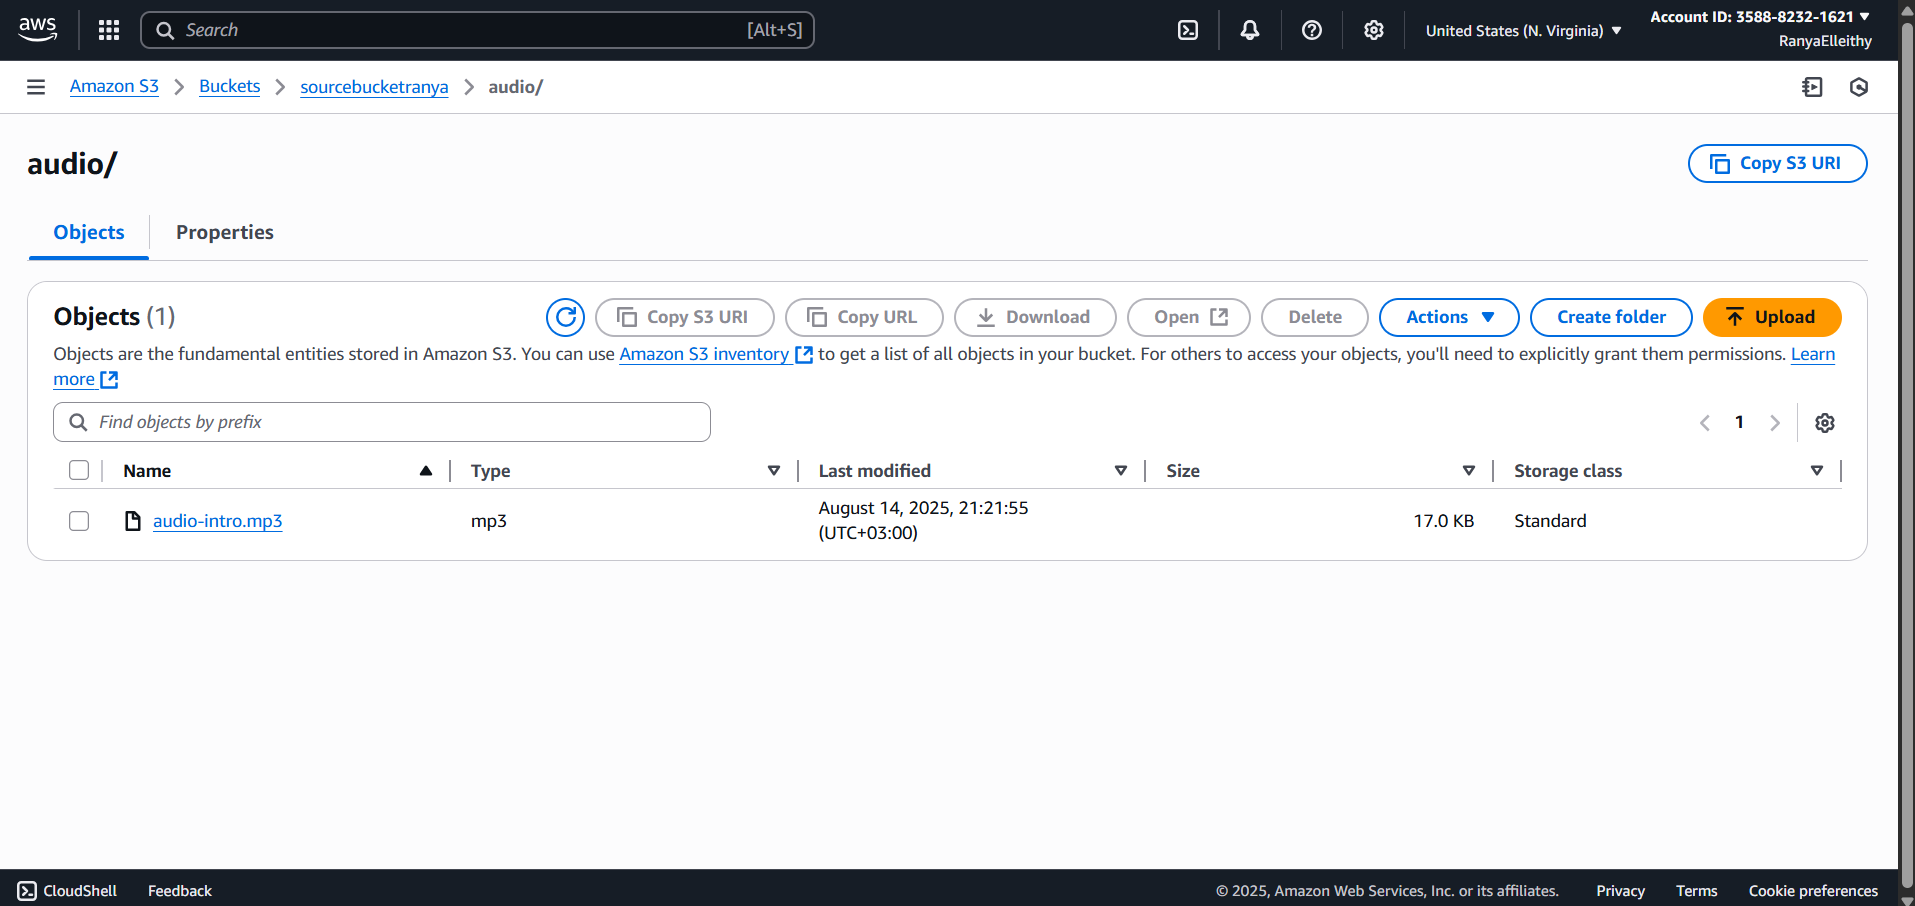 aws
Search [Alt+S]
United States (N. Virginia)
Account ID: 3588-8232-1621
RanyaElleithy
Amazon S3 Buckets sourcebucketranya audio/
audio/
Copy S3 URI
Objects Properties
Objects (1)
Copy S3 URI Copy URL Download Open Delete Actions Create folder Upload
Objects are the fundamental entities stored in Amazon S3. You can use Amazon S3 inventory to get a list of all objects in your bucket. For others to access your objects, you'll need to explicitly grant them permissions. Learn
more
Find objects by prefix
1
Name Type Last modified Size Storage class
audio-intro.mp3 mp3 August 14, 2025, 21:21:55
(UTC+03:00) 17.0 KB Standard
CloudShell Feedback © 2025, Amazon Web Services, Inc. or its affiliates. Privacy Terms Cookie preferences